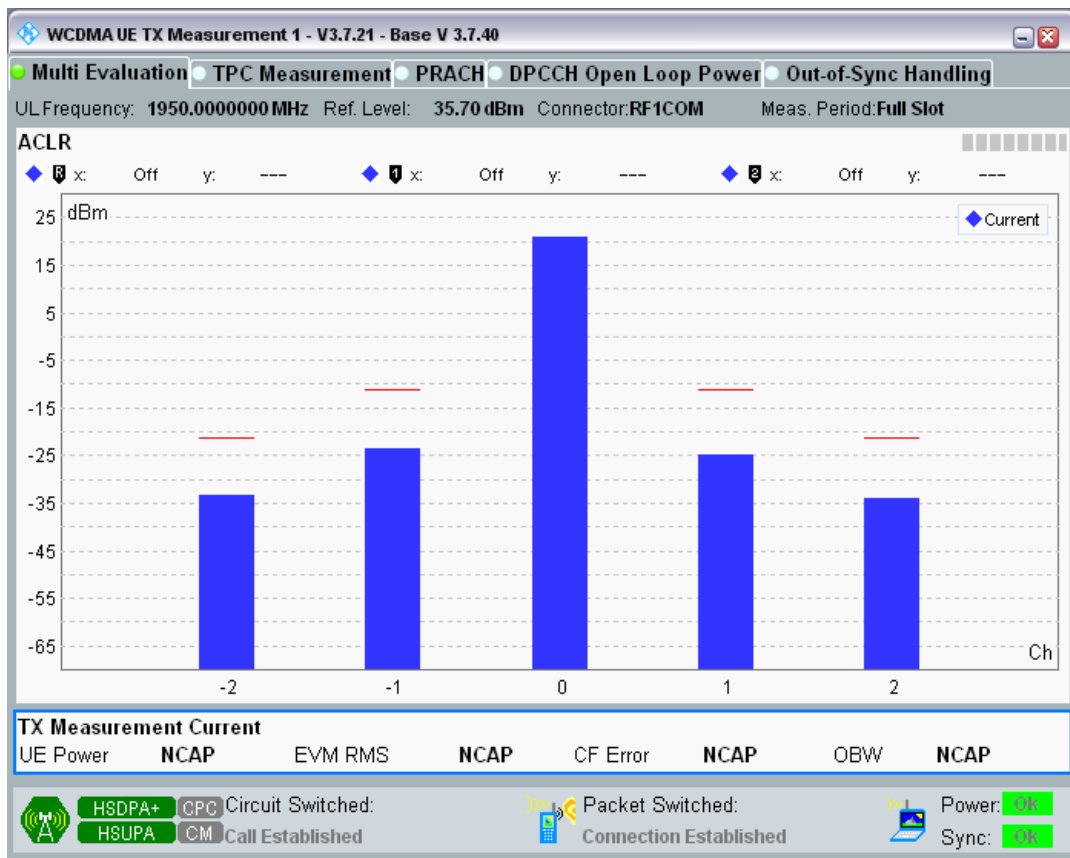 WCDMA UE TX Measurement 1 - V3.7.21 - Base V 3.7.40
Multi Evaluation TPC Measurement PRACH DPCCH Open Loop Power Out-of-Sync Handling
UL Frequency: 1950.0000000 MHz Ref. Level: 35.70 dBm Connector:RF1COM Meas. Period:Full Slot
ACLR
R x: Off y: --- 1 x: Off y: --- 2 x: Off y: ---
dBm
Current
25
15
5
-5
-15
-25
-35
-45
-55
-65
Ch
-2 -1 0 1 2
TX Measurement Current
UE Power NCAP EVM RMS NCAP CF Error NCAP OBW NCAP
HSDPA+ CPC Circuit Switched: Packet Switched: Power: Ok
HSUPA CM Call Established Connection Established Sync: Ok